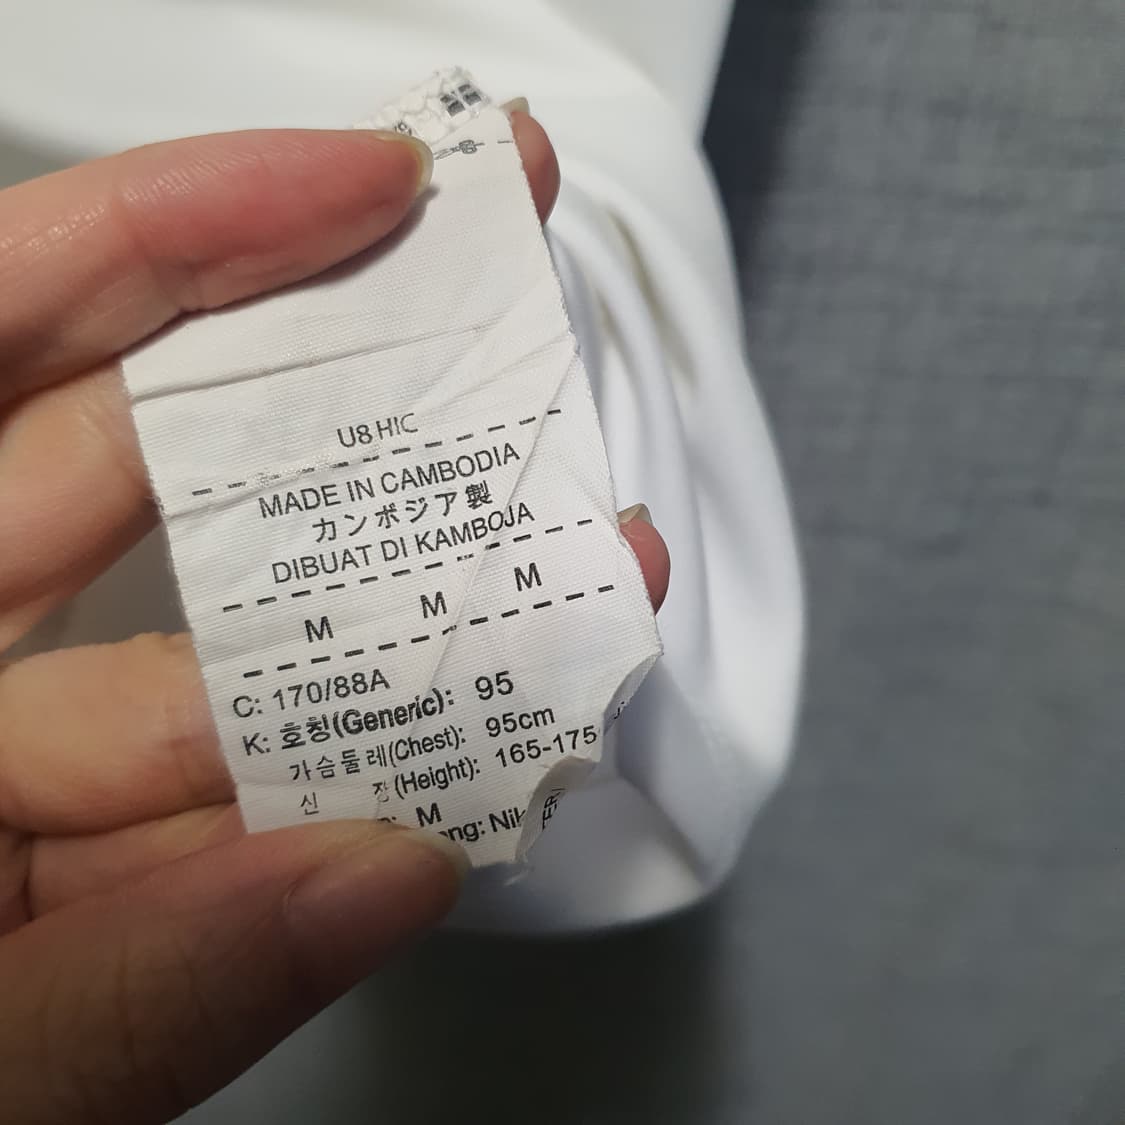 U8 HIC
MADE IN CAMBODIA
カンボジア製
DIBUAT DI KAMBOJA
M M M
C: 170/88A
K: 호칭(Generic): 95
가슴둘레(Chest): 95cm
신 장(Height): 165-175
M